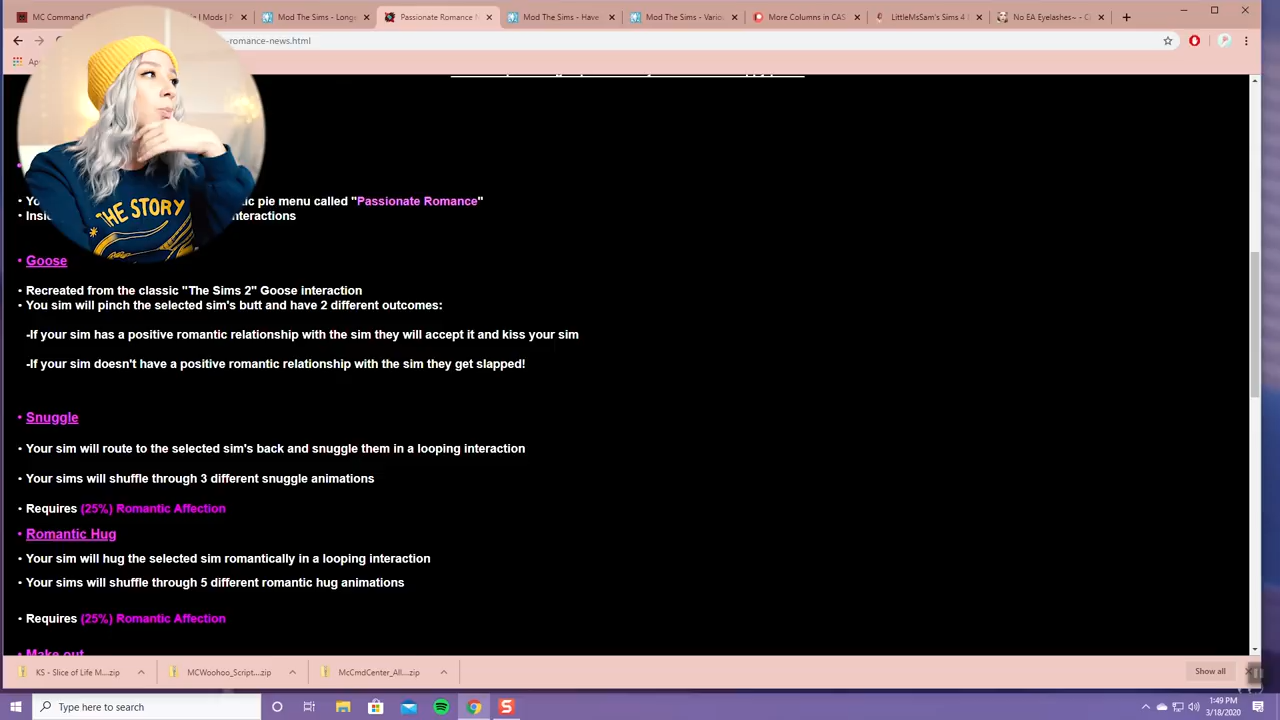 MC Command C
r | Mods | P
Mod The Sims - Longe
Passionate Romance M
Mod The Sims - Have
Mod The Sims - Variou
More Columns in CAS
LittleMsSam's Sims 4
No EA Eyelashes~ - C
-romance-news.html
Ap
• Yo
ic pie menu called "Passionate Romance"
• Insi
nteractions
THE STORY
• Goose
• Recreated from the classic "The Sims 2" Goose interaction
• You sim will pinch the selected sim's butt and have 2 different outcomes:
-If your sim has a positive romantic relationship with the sim they will accept it and kiss your sim
-If your sim doesn't have a positive romantic relationship with the sim they get slapped!
• Snuggle
• Your sim will route to the selected sim's back and snuggle them in a looping interaction
• Your sims will shuffle through 3 different snuggle animations
• Requires (25%) Romantic Affection
• Romantic Hug
• Your sim will hug the selected sim romantically in a looping interaction
• Your sims will shuffle through 5 different romantic hug animations
• Requires (25%) Romantic Affection
• Make out
KS - Slice of Life M....zip
MCWoohoo_Script....zip
McCmdCenter_All....zip
Show all
Type here to search
1:49 PM
3/18/2020